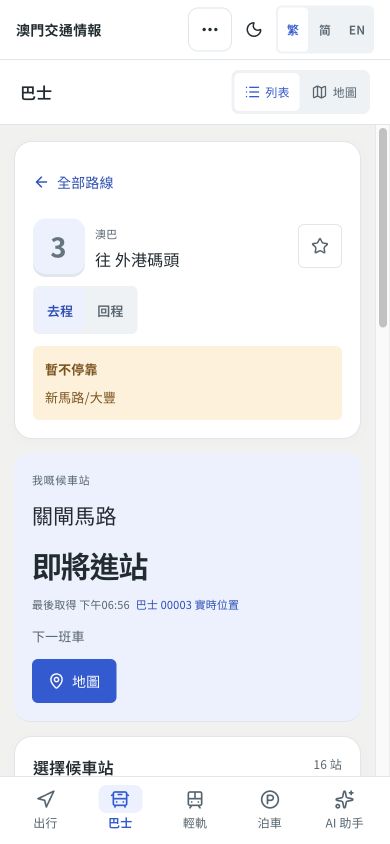 澳門交通情報
繁 简 EN
巴士
列表 地圖
全部路線
3
澳巴
往 外港碼頭
去程 回程
暫不停靠
新馬路/大豐
我嘅候車站
關閘馬路
即將進站
最後取得 下午06:56 巴士 00003 實時位置
下一班車
地圖
選擇候車站 16 站
出行 巴士 輕軌 泊車 AI 助手